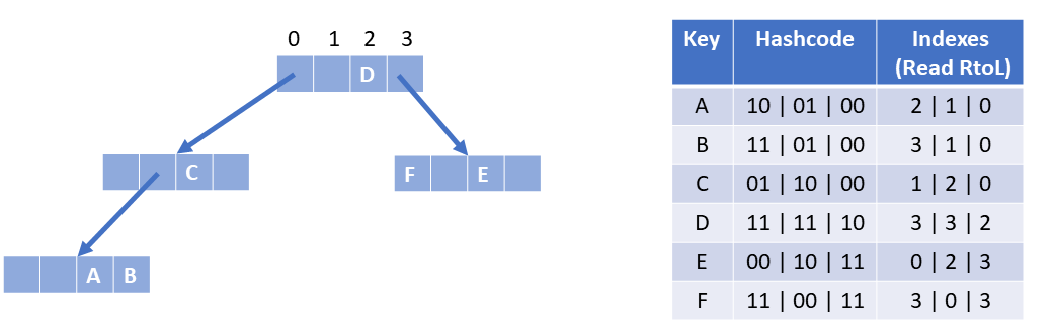 0 1 2 3
D
C
F E
A B
Key Hashcode Indexes
(Read RtoL)
A 10 | 01 | 00 2 | 1 | 0
B 11 | 01 | 00 3 | 1 | 0
C 01 | 10 | 00 1 | 2 | 0
D 11 | 11 | 10 3 | 3 | 2
E 00 | 10 | 11 0 | 2 | 3
F 11 | 00 | 11 3 | 0 | 3